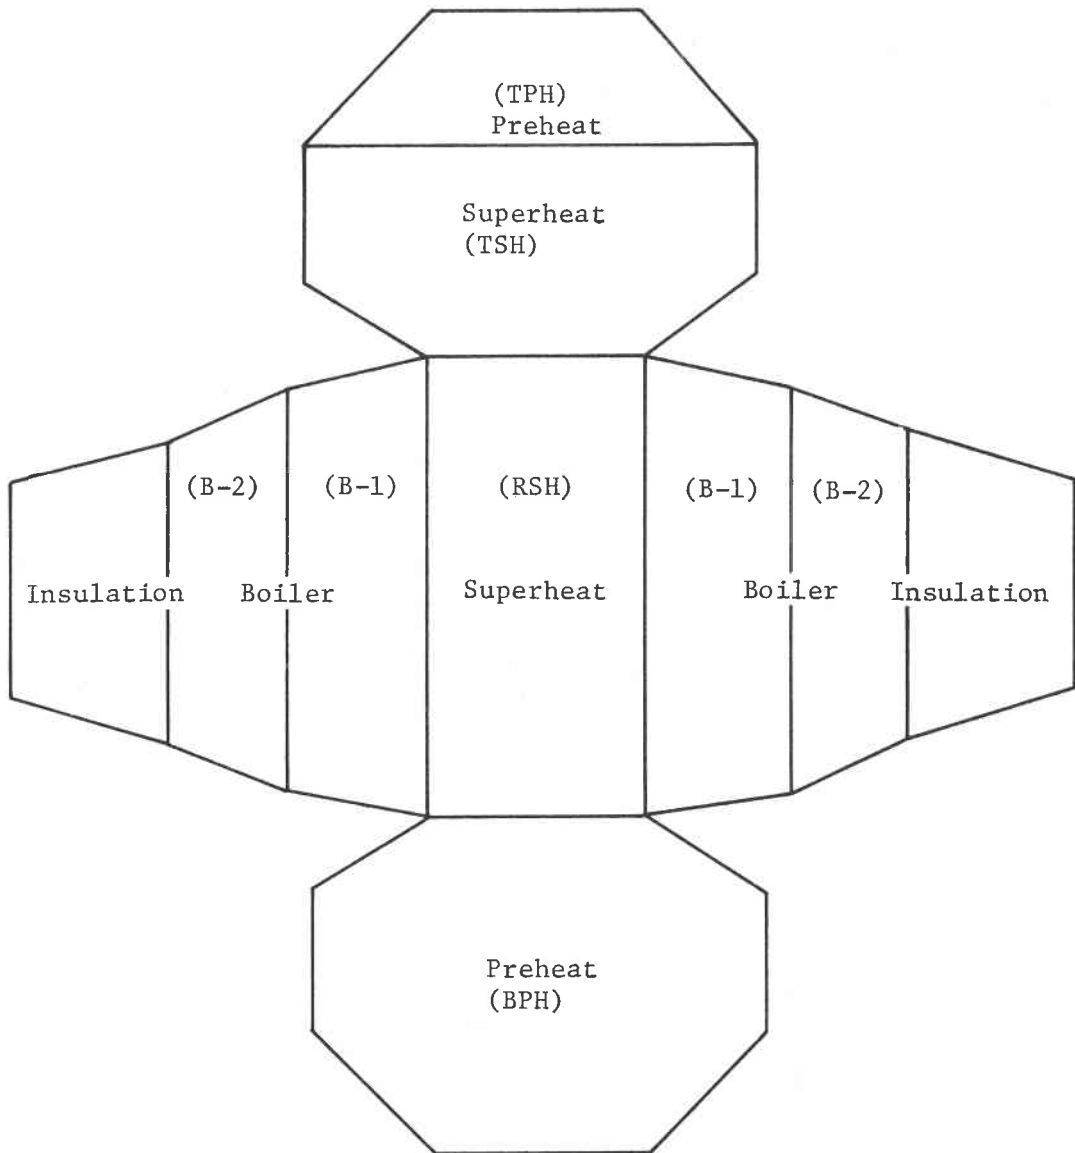 (TPH)
Preheat
Superheat
(TSH)
(B-2) (B-1) (RSH) (B-1) (B-2)
Insulation Boiler Superheat Boiler Insulation
Preheat
(BPH)